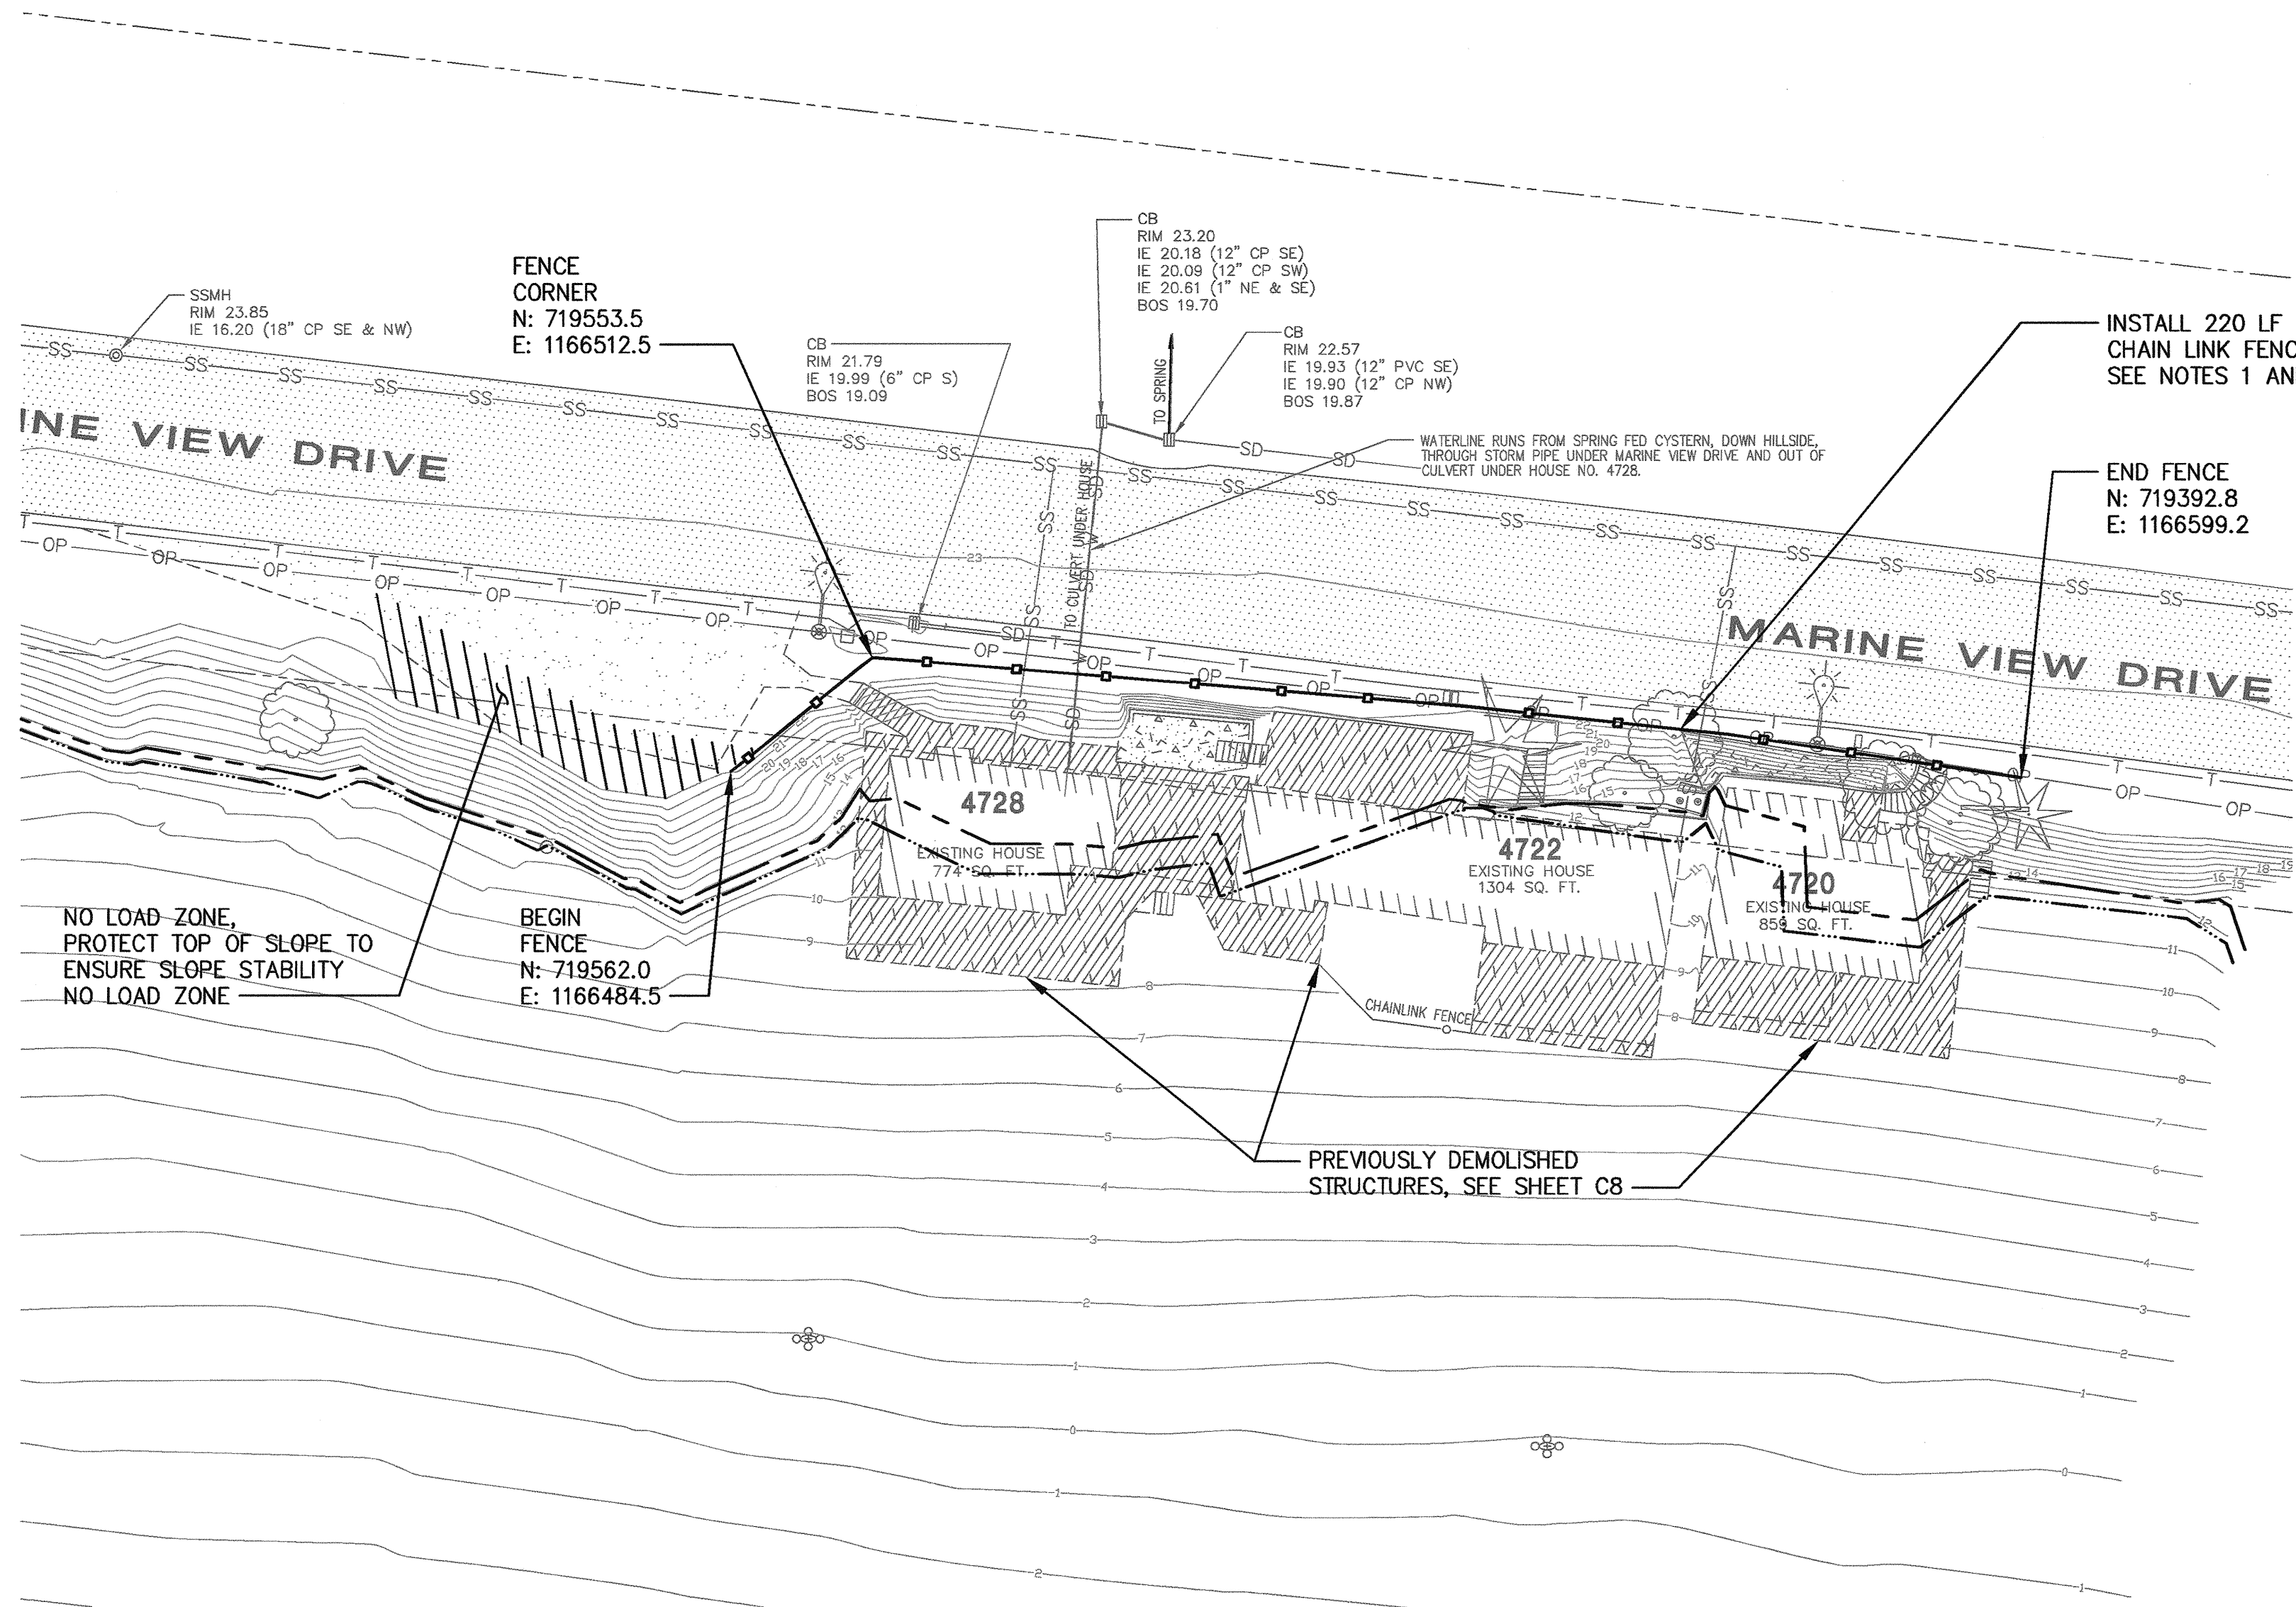 CB
RIM 23.20
IE 20.18 (12" CP SE)
IE 20.09 (12" CP SW)
IE 20.61 (1" NE & SE)
BOS 19.70
FENCE
CORNER
N: 719553.5
E: 1166512.5
SSMH
RIM 23.85
IE 16.20 (18" CP SE & NW)
CB
RIM 21.79
IE 19.99 (6" CP S)
BOS 19.09
CB
RIM 22.57
IE 19.93 (12" PVC SE)
IE 19.90 (12" CP NW)
BOS 19.87
TO SPRING
INSTALL 220 LF
CHAIN LINK FENC
SEE NOTES 1 AN
INE VIEW DRIVE
WATERLINE RUNS FROM SPRING FED CYSTERN, DOWN HILLSIDE,
THROUGH STORM PIPE UNDER MARINE VIEW DRIVE AND OUT OF
CULVERT UNDER HOUSE NO. 4728.
END FENCE
N: 719392.8
E: 1166599.2
TO CULVERT UNDER HOUSE
23
MARINE VIEW DRIVE
4728
EXISTING HOUSE
774 SQ. FT.
4722
EXISTING HOUSE
1304 SQ. FT.
4720
EXISTING HOUSE
859 SQ. FT.
NO LOAD ZONE,
PROTECT TOP OF SLOPE TO
ENSURE SLOPE STABILITY
NO LOAD ZONE
BEGIN
FENCE
N: 719562.0
E: 1166484.5
CHAINLINK FENCE
PREVIOUSLY DEMOLISHED
STRUCTURES, SEE SHEET C8